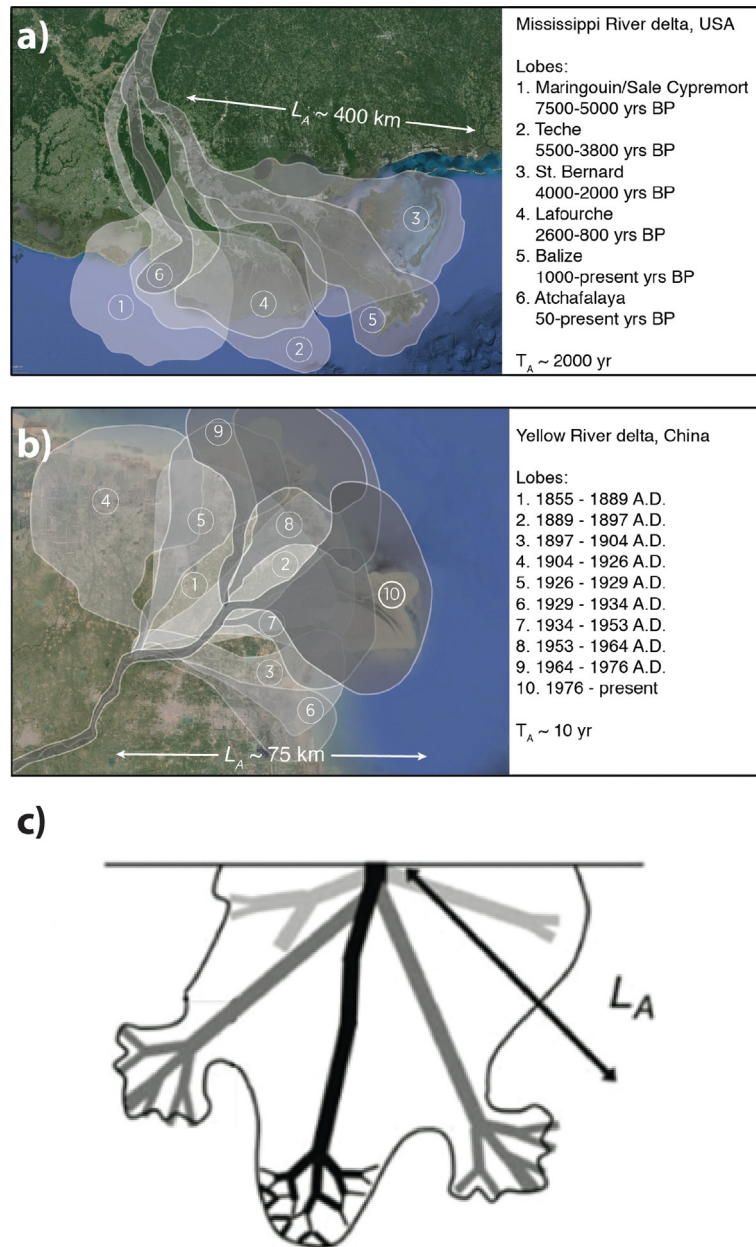 a)
L_A ~ 400 km
3
6
1
4
5
2
Mississippi River delta, USA
Lobes:
1. Maringouin/Sale Cypremort
7500-5000 yrs BP
2. Teche
5500-3800 yrs BP
3. St. Bernard
4000-2000 yrs BP
4. Lafourche
2600-800 yrs BP
5. Balize
1000-present yrs BP
6. Atchafalaya
50-present yrs BP
T_A ~ 2000 yr
b)
9
4
5
8
2
1
10
7
3
6
L_A ~ 75 km
Yellow River delta, China
Lobes:
1. 1855 - 1889 A.D.
2. 1889 - 1897 A.D.
3. 1897 - 1904 A.D.
4. 1904 - 1926 A.D.
5. 1926 - 1929 A.D.
6. 1929 - 1934 A.D.
7. 1934 - 1953 A.D.
8. 1953 - 1964 A.D.
9. 1964 - 1976 A.D.
10. 1976 - present
T_A ~ 10 yr
c)
L_A